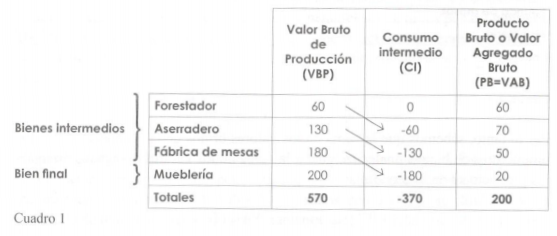 Valor Bruto
de
Producción
(VBP)
Consumo
intermedio
(CI)
Producto
Bruto o Valor
Agregado
Bruto
(PB=VAB)
Bienes intermedios
Forestador 60 0 60
Aserradero 130 -60 70
Fábrica de mesas 180 -130 50
Bien final
Mueblería 200 -180 20
Totales 570 -370 200
Cuadro 1